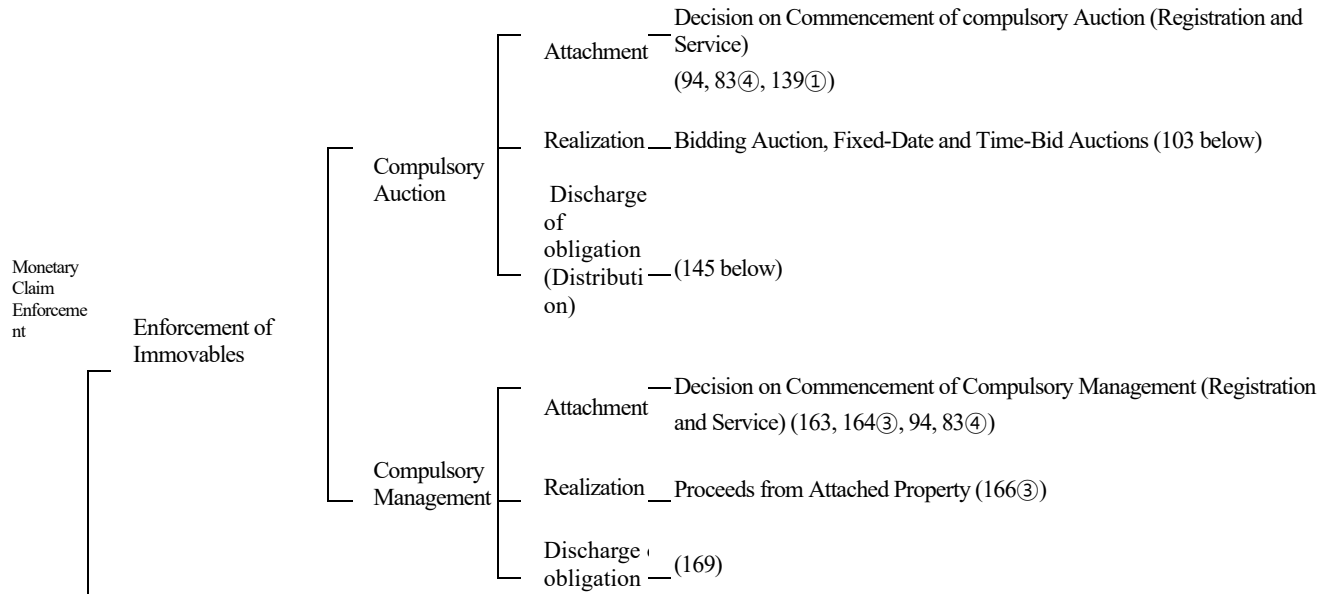 Decision on Commencement of compulsory Auction (Registration and
Service)
Attachment
(94, 83④, 139①)
Realization
Bidding Auction, Fixed-Date and Time-Bid Auctions (103 below)
Compulsory
Auction
Discharge
of
obligation
(Distributi
on)
(145 below)
Monetary
Claim
Enforceme
nt
Enforcement of
Immovables
Decision on Commencement of Compulsory Management (Registration
Attachment
and Service) (163, 164③, 94, 83④)
Compulsory
Management
Realization
Proceeds from Attached Property (166③)
Discharge
obligation
(169)